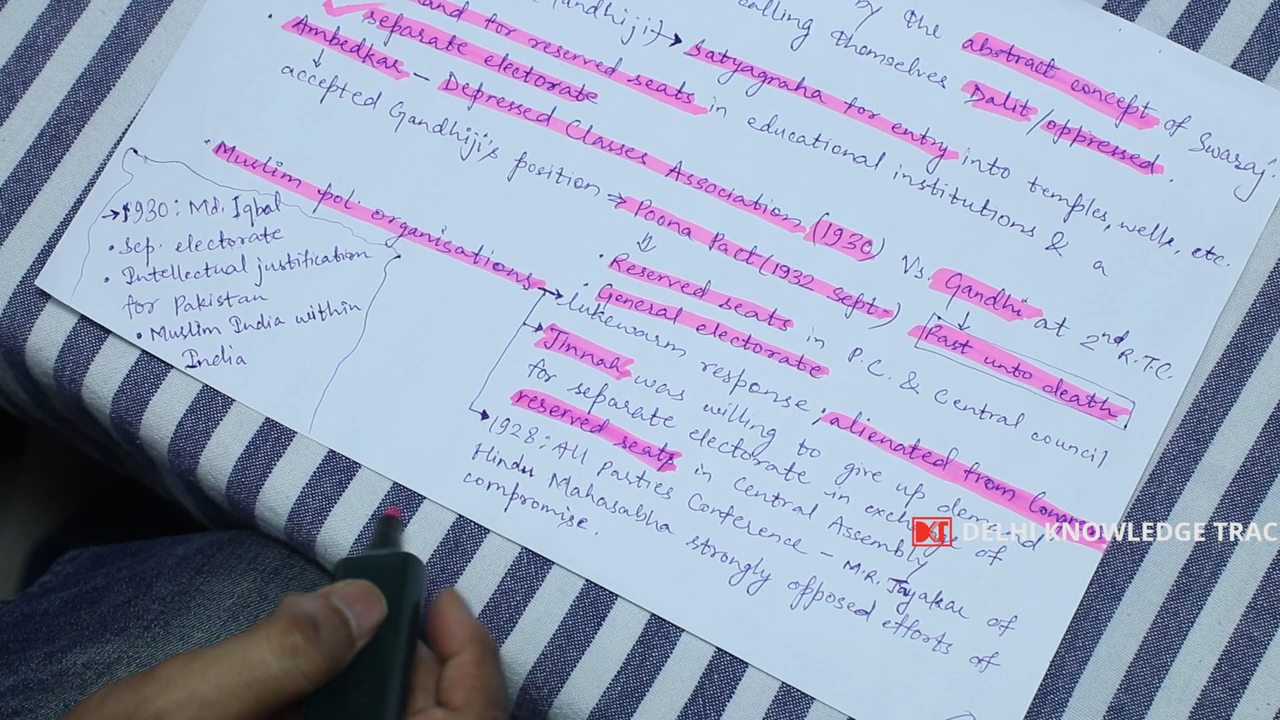 by the abstract concept of Swaraj.
calling themselves Dalit/oppressed.
Gandhiji) → satyagraha for entry into temples, wells, etc.
and for reserved seats in educational institutions & a
separate electorate
• Ambedkar – Depressed Classes Association (1930) Vs. Gandhi at 2nd R.T.C.
accepted Gandhiji's position ⇒ Poona Pact (1932 Sept.)
Fast unto death
• Reserved seats in P.C. & Central council
• General electorate
• Muslim pol. organisations → lukewarm response, alienated from
→ Jinnah was willing to give up demand
for separate electorate in exchange of
reserved seats in Central Assembly
→ 1928: All Parties Conference – M.R. Jayakar of
Hindu Mahasabha strongly opposed efforts of
compromise.
→ 1930: Md. Iqbal
• Sep. electorate
• Intellectual justification
for Pakistan
• Muslim India within
India
DKT DELHI KNOWLEDGE TRAC